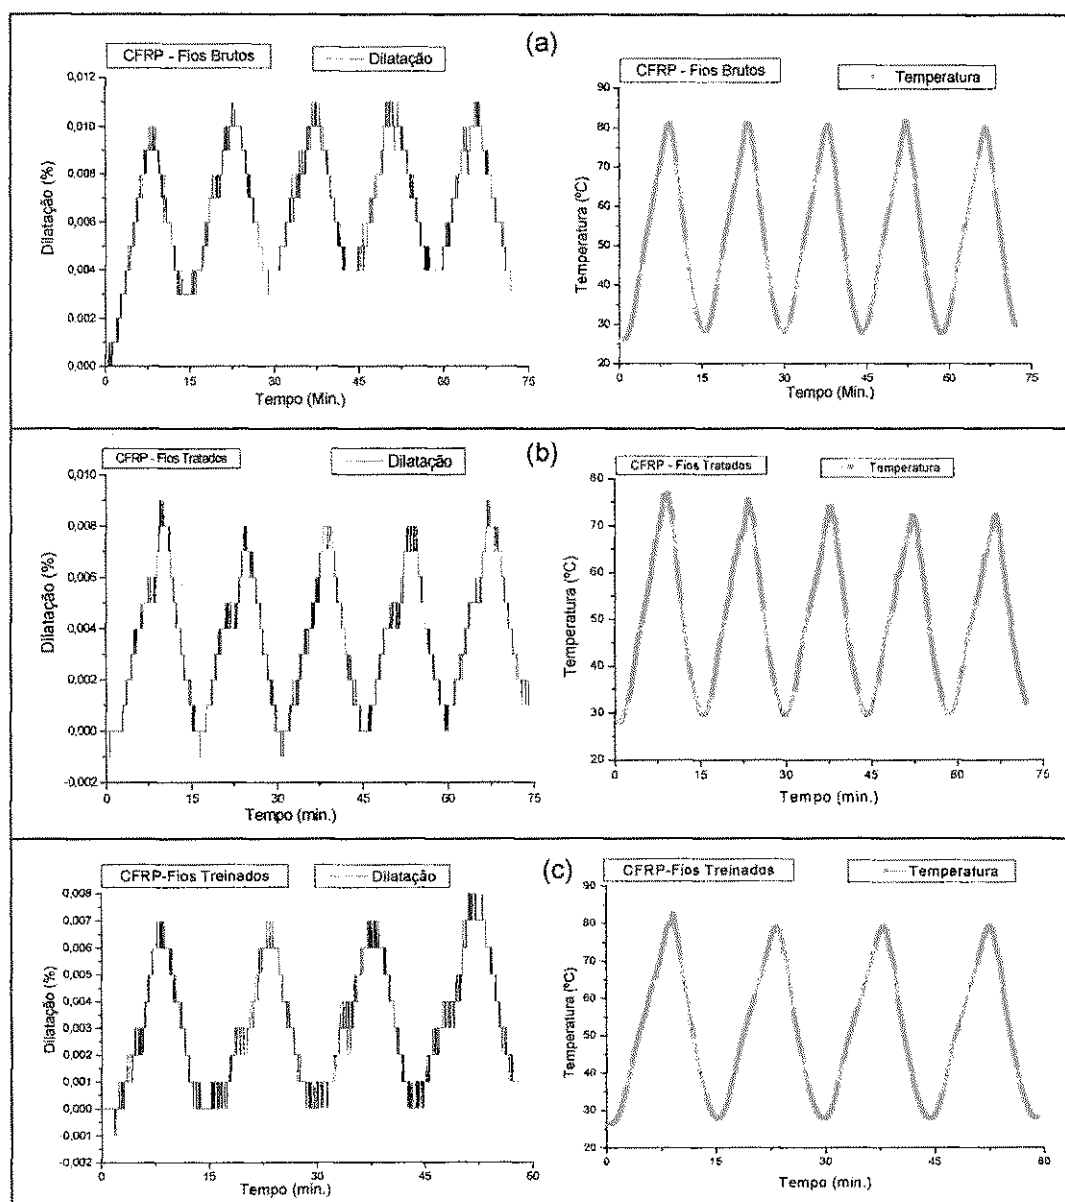 (a)
CFRP - Fios Brutos
Dilatação
0,012
0,010
0,008
0,006
0,004
0,002
0,000
Dilatação (%)
0 15 30 45 60 75
Tempo (Min.)
CFRP - Fios Brutos
Temperatura
90
80
70
60
50
40
30
20
Temperatura (ºC)
0 15 30 45 60 75
Tempo (Min.)
(b)
CFRP - Fios Tratados
Dilatação
0,010
0,008
0,006
0,004
0,002
0,000
-0,002
Dilatação (%)
0 15 30 45 60 75
Tempo (min.)
CFRP - Fios Tratados
Temperatura
80
70
60
50
40
30
20
Temperatura (ºC)
0 15 30 45 60 75
Tempo (min.)
(c)
CFRP-Fios Treinados
Dilatação
0,008
0,007
0,006
0,005
0,004
0,003
0,002
0,001
0,000
-0,001
-0,002
Dilatação (%)
0 15 30 45 60
Tempo (min.)
CFRP-Fios Treinados
Temperatura
90
80
70
60
50
40
30
20
Temperatura (ºC)
0 15 30 45 60
Tempo (min.)